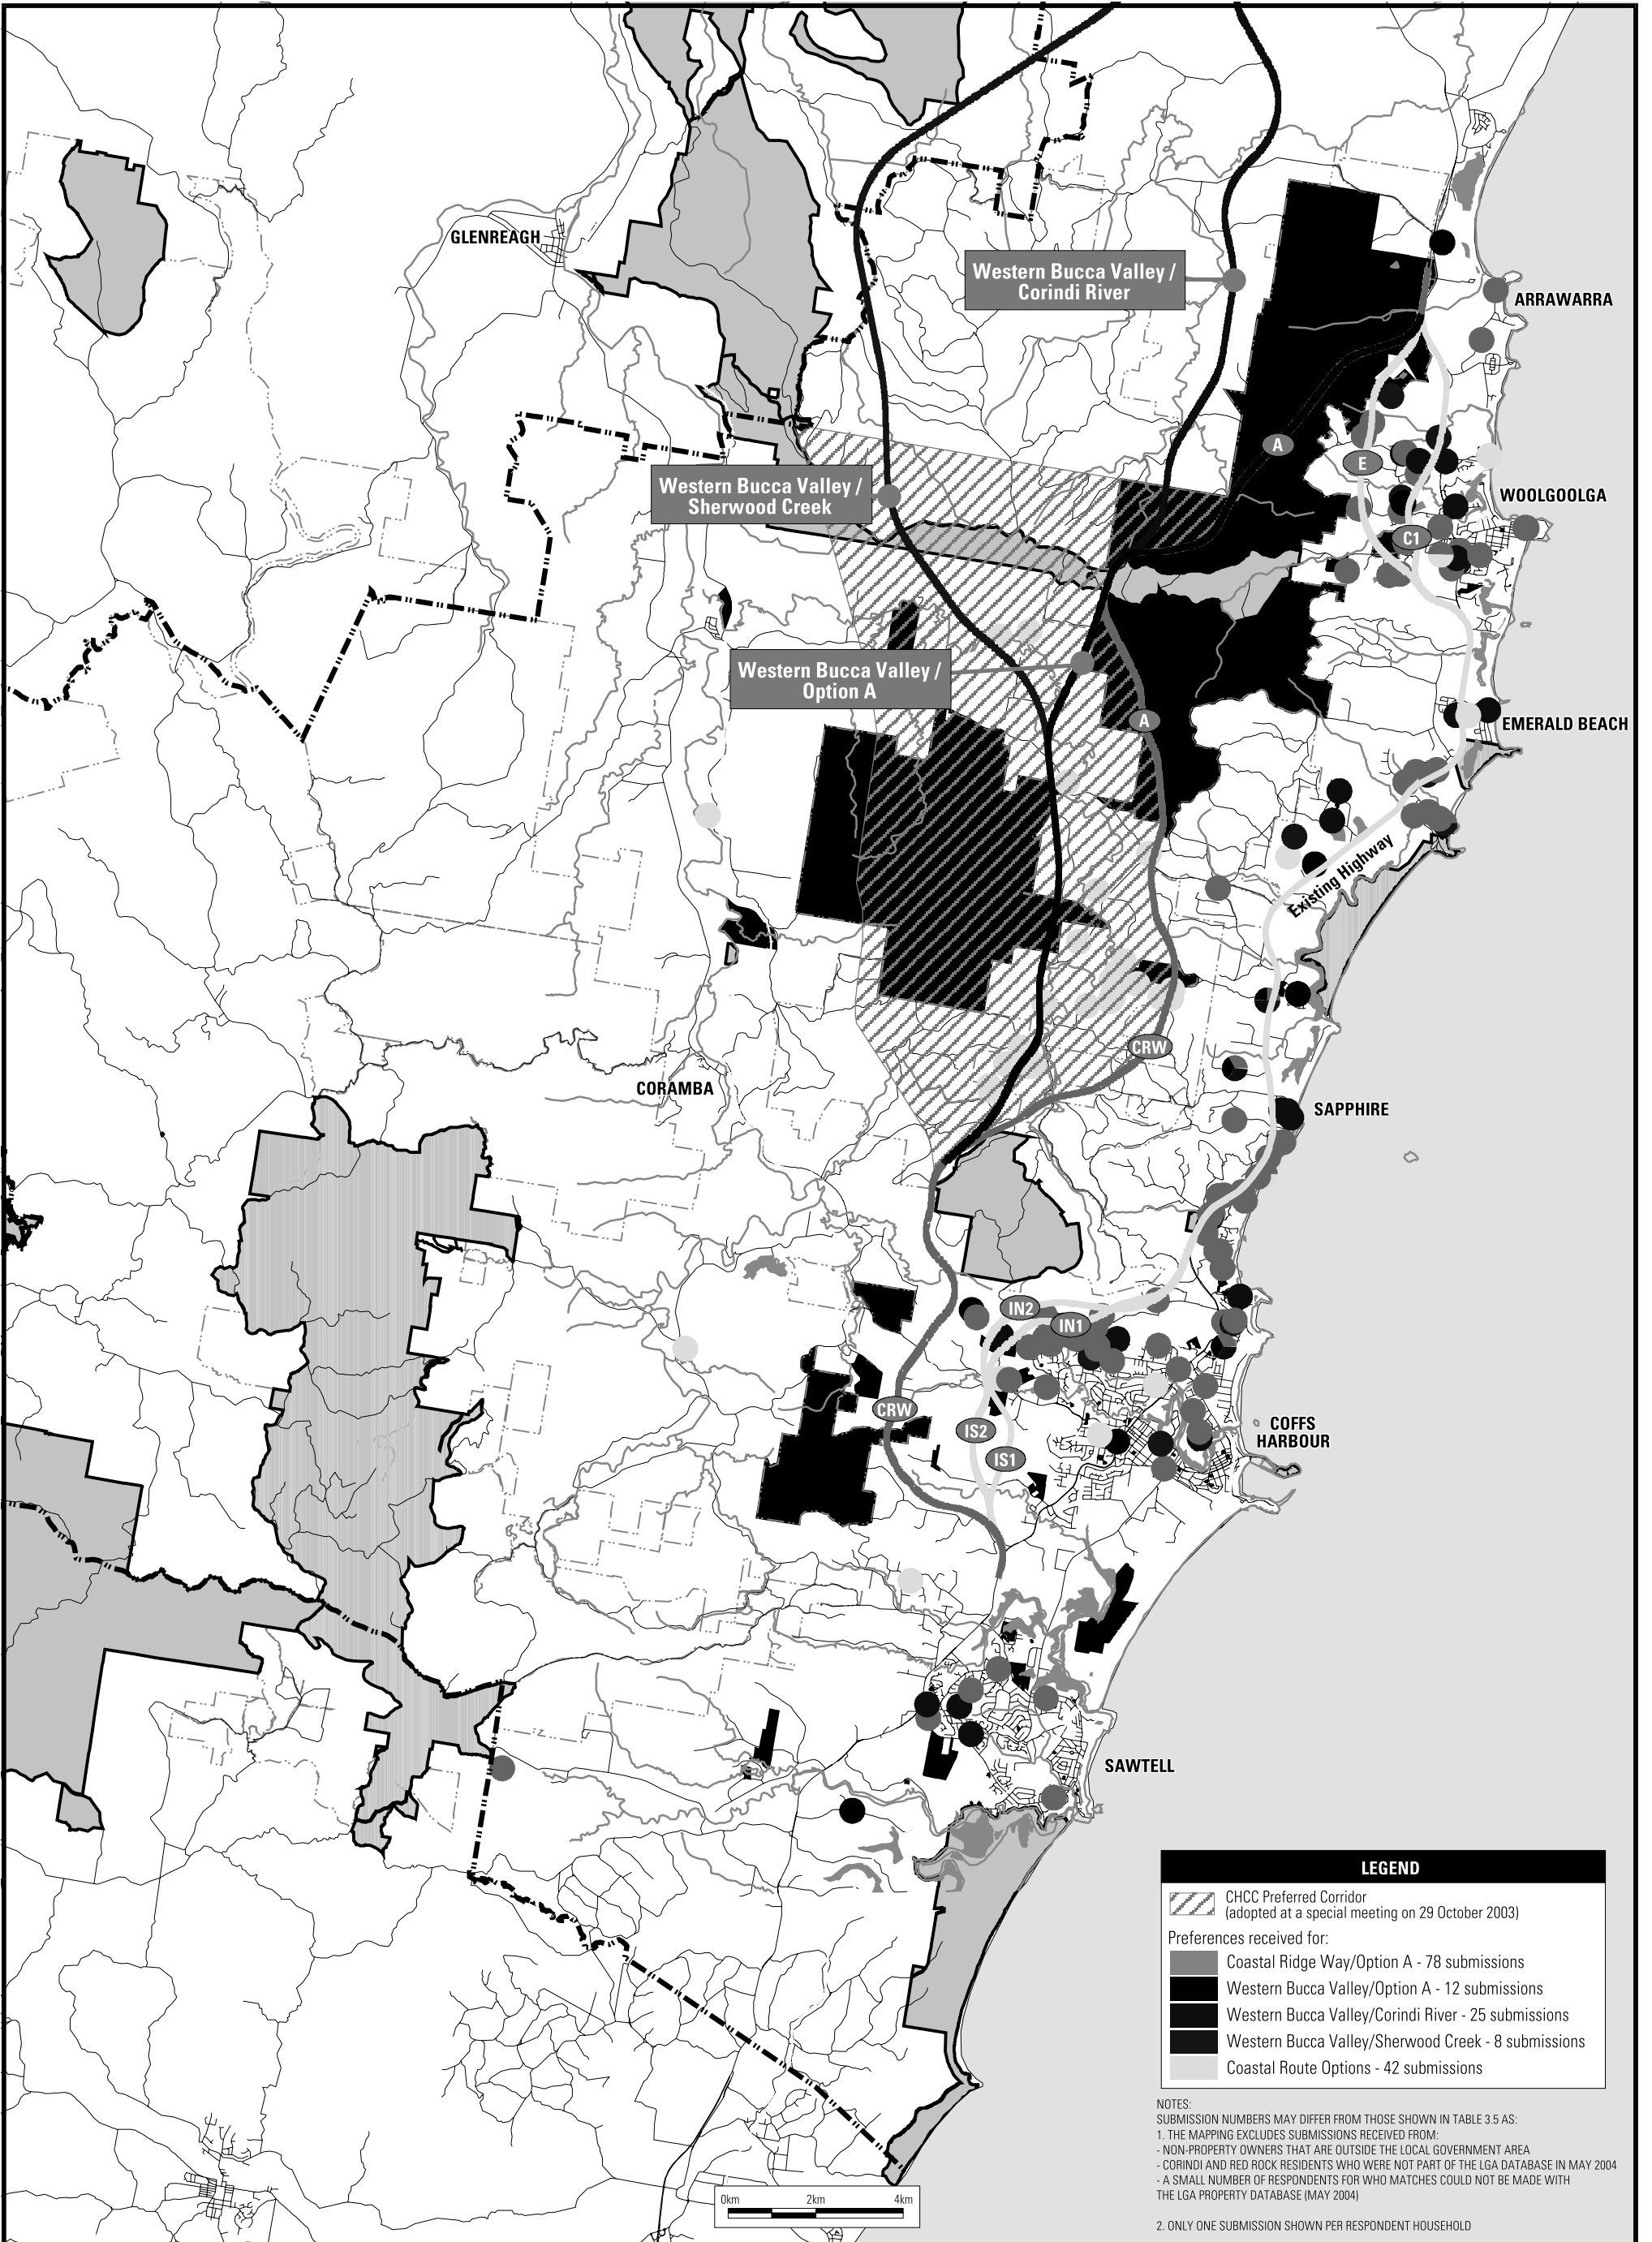 GLENREAGH
Western Bucca Valley /
Corindi River
ARRAWARRA
A
E
Western Bucca Valley /
Sherwood Creek
WOOLGOOLGA
C1
Western Bucca Valley /
Option A
A
EMERALD BEACH
Existing Highway
CRW
CORAMBA
SAPPHIRE
IN2
IN1
CRW
IS2
IS1
COFFS
HARBOUR
SAWTELL
LEGEND
CHCC Preferred Corridor
(adopted at a special meeting on 29 October 2003)
Preferences received for:
Coastal Ridge Way/Option A - 78 submissions
Western Bucca Valley/Option A - 12 submissions
Western Bucca Valley/Corindi River - 25 submissions
Western Bucca Valley/Sherwood Creek - 8 submissions
Coastal Route Options - 42 submissions
NOTES:
SUBMISSION NUMBERS MAY DIFFER FROM THOSE SHOWN IN TABLE 3.5 AS:
1. THE MAPPING EXCLUDES SUBMISSIONS RECEIVED FROM:
- NON-PROPERTY OWNERS THAT ARE OUTSIDE THE LOCAL GOVERNMENT AREA
- CORINDI AND RED ROCK RESIDENTS WHO WERE NOT PART OF THE LGA DATABASE IN MAY 2004
- A SMALL NUMBER OF RESPONDENTS FOR WHO MATCHES COULD NOT BE MADE WITH
THE LGA PROPERTY DATABASE (MAY 2004)
2. ONLY ONE SUBMISSION SHOWN PER RESPONDENT HOUSEHOLD
0km 2km 4km